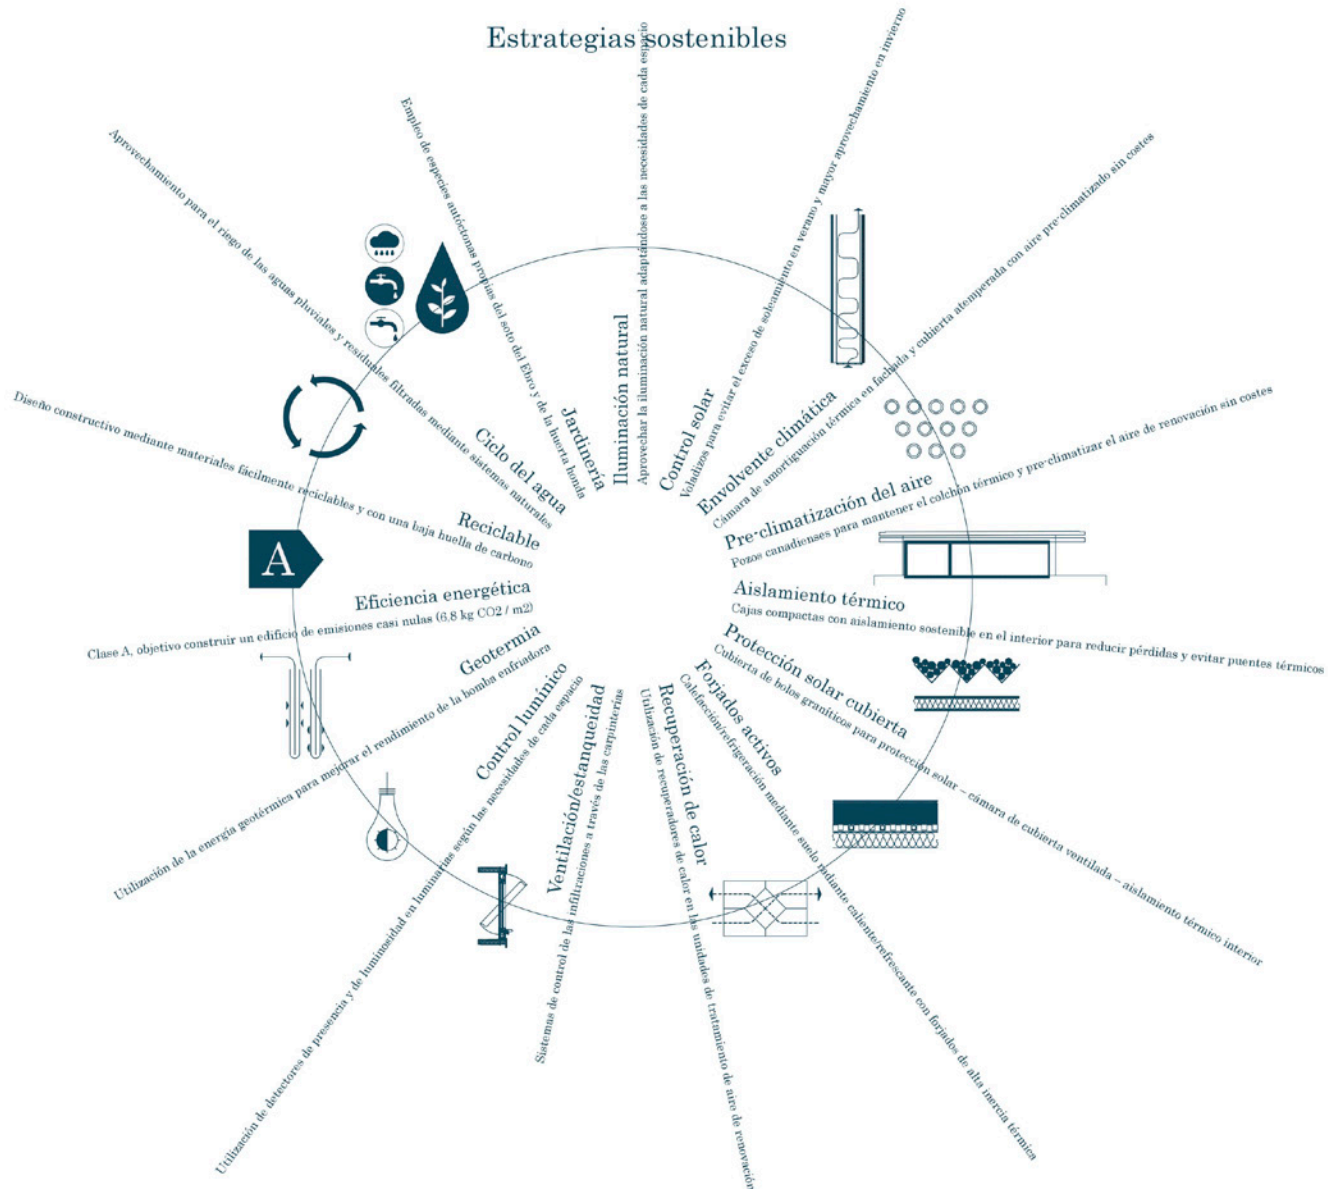 Estrategias sostenibles
Iluminación natural
Aprovechar la iluminación natural adaptándose a las necesidades de cada espacio
Control solar
Voladizos para evitar el exceso de soleamiento en verano y mayor aprovechamiento en invierno
Envolvente climática
Cámara de amortiguación térmica en fachada y cubierta atemperada con aire pre-climatizado sin costes
Pre-climatización del aire
Pozos canadienses para mantener el colchón térmico y pre-climatizar el aire de renovación sin costes
Aislamiento térmico
Cajas compactas con aislamiento sostenible en el interior para reducir pérdidas y evitar puentes térmicos
Protección solar cubierta
Cubierta de bolos graníticos para protección solar – cámara de cubierta ventilada – aislamiento térmico interior
Forjados activos
Calefacción/refrigeración mediante suelo radiante caliente/refrescante con forjados de alta inercia térmica
Recuperación de calor
Utilización de recuperadores de calor en las unidades de tratamiento de aire de renovación
Ventilación/estanqueidad
Sistemas de control de las infiltraciones a través de las carpinterías
Control lumínico
Utilización de detectores de presencia y de luminosidad en luminarias según las necesidades de cada espacio
Geotermia
Utilización de la energía geotérmica para mejorar el rendimiento de la bomba enfriadora
Eficiencia energética
Clase A, objetivo construir un edificio de emisiones casi nulas (6,8 kg CO2 / m2)
A
Reciclable
Diseño constructivo mediante materiales fácilmente reciclables y con una baja huella de carbono
Ciclo del agua
Aprovechamiento para el riego de las aguas pluviales y residuales filtradas mediante sistemas naturales
Jardinería
Empleo de especies autóctonas propias del soto del Ebro y de la huerta honda